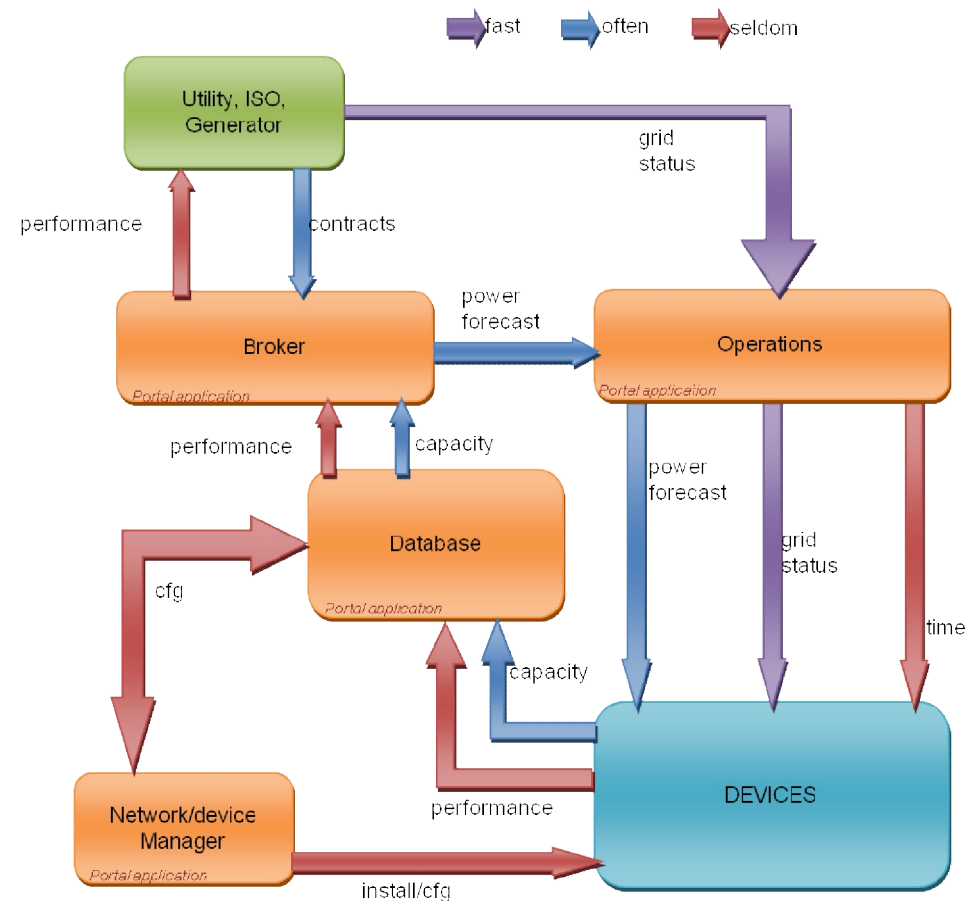 fast
often
seldom
Utility, ISO,
Generator
grid
status
performance
contracts
power
forecast
Broker
Portal application
Operations
Portal application
performance
capacity
power
forecast
Database
Portal application
grid
status
cfg
time
capacity
performance
DEVICES
Network/device
Manager
Portal application
install/cfg